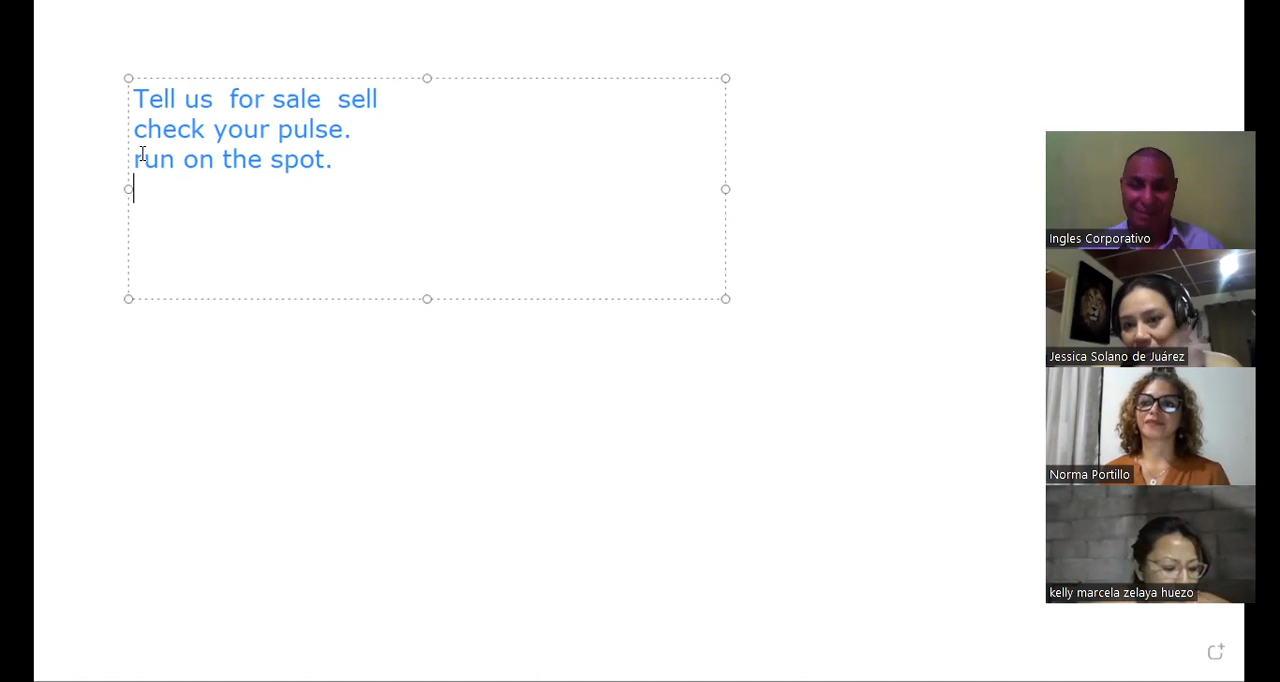 Tell us  for sale  sell
check your pulse.
run on the spot.
Ingles Corporativo
Jessica Solano de Juárez
Norma Portillo
kelly marcela zelaya huezo